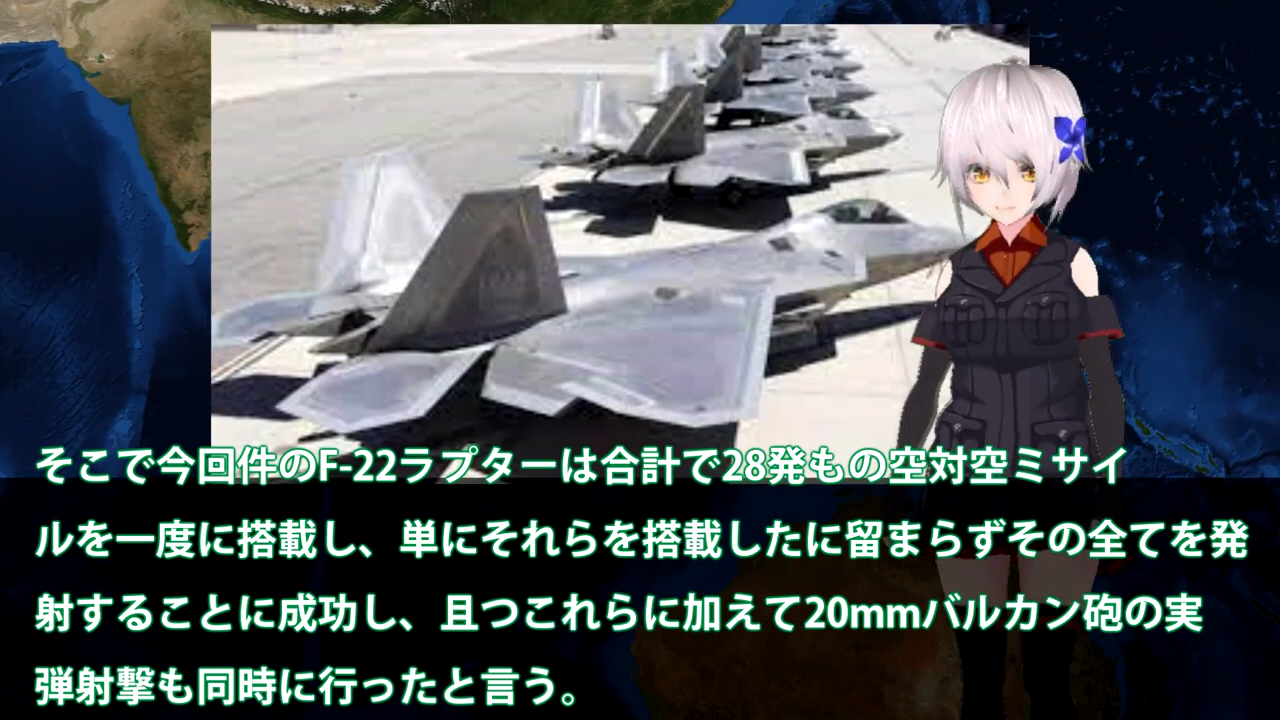 そこで今回件のF-22ラプターは合計で28発もの空対空ミサイ
ルを一度に搭載し、単にそれらを搭載したに留まらずその全てを発
射することに成功し、且つこれらに加えて20mmバルカン砲の実
弾射撃も同時に行ったと言う。